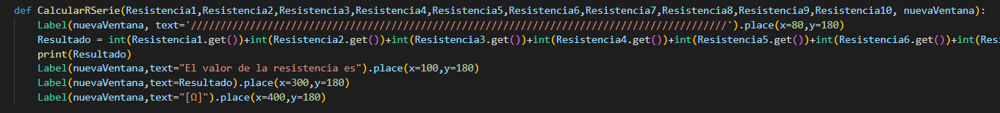 def CalcularRSerie(Resistencia1,Resistencia2,Resistencia3,Resistencia4,Resistencia5,Resistencia6,Resistencia7,Resistencia8,Resistencia9,Resistencia10, nuevaVentana):
Label(nuevaVentana, text='///////////////////////////////////////////////////////////////////////////////////////////').place(x=80,y=180)
Resultado = int(Resistencia1.get())+int(Resistencia2.get())+int(Resistencia3.get())+int(Resistencia4.get())+int(Resistencia5.get())+int(Resistencia6.get())+int(Res
print(Resultado)
Label(nuevaVentana,text="El valor de la resistencia es").place(x=100,y=180)
Label(nuevaVentana,text=Resultado).place(x=300,y=180)
Label(nuevaVentana,text="[Ω]").place(x=400,y=180)